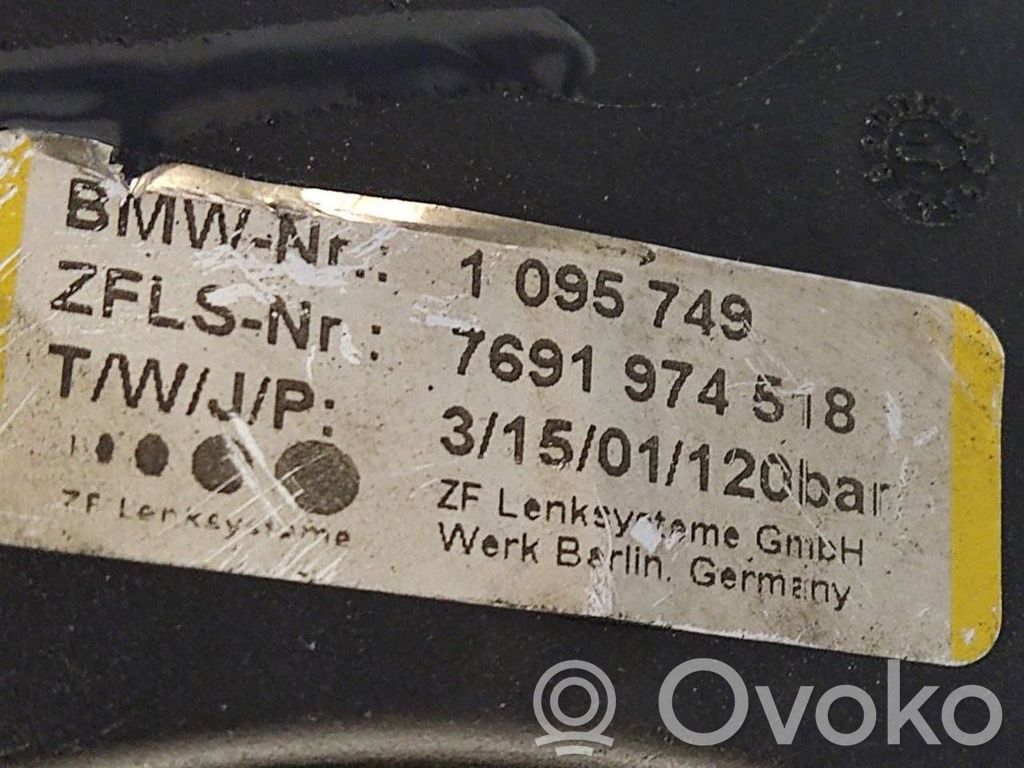 BMW-Nr.: 1 095 749
ZFLS-Nr.: 7691 974 518
T/W/J/P: 3/15/01/120bar
ZF Lenksysteme
ZF Lenksysteme GmbH
Werk Berlin, Germany
Ovoko